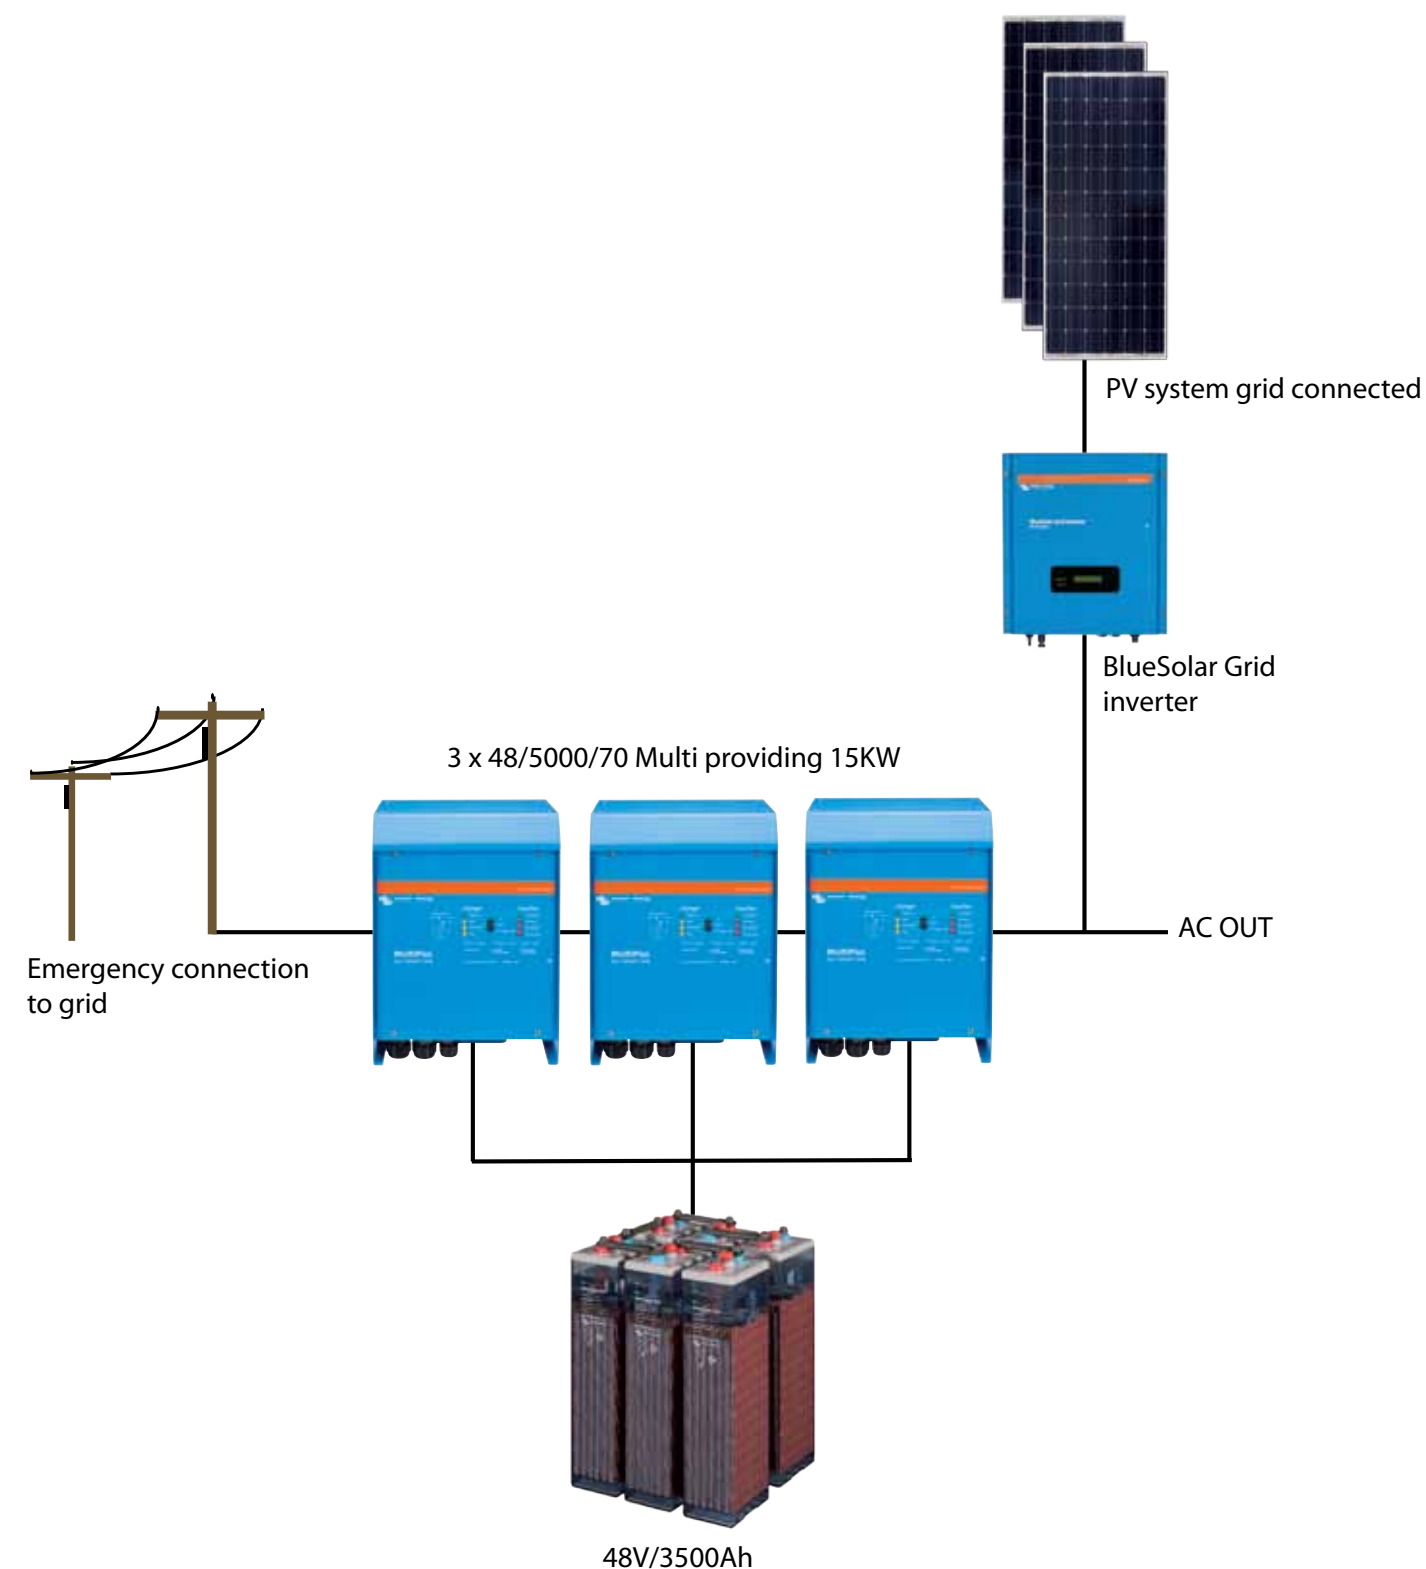 PV system grid connected
BlueSolar Grid
inverter
3 x 48/5000/70 Multi providing 15KW
AC OUT
Emergency connection
to grid
48V/3500Ah